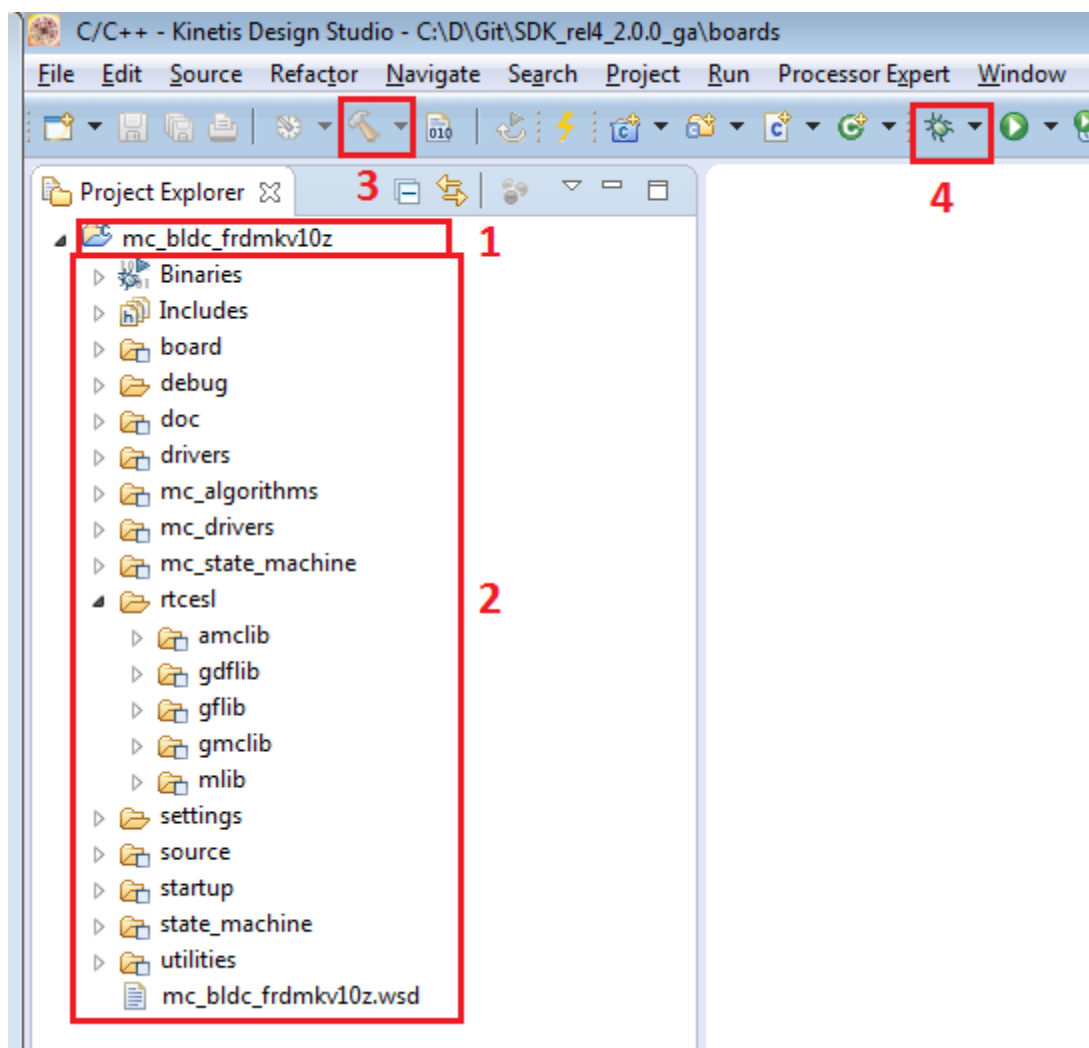 C/C++ - Kinetis Design Studio - C:\D\Git\SDK_rel4_2.0.0_ga\boards
File Edit Source Refactor Navigate Search Project Run Processor Expert Window
010
3
4
Project Explorer
mc_bldc_frdmkv10z
1
Binaries
Includes
board
debug
doc
drivers
mc_algorithms
mc_drivers
mc_state_machine
rtcesl
2
amclib
gdflib
gflib
gmclib
mlib
settings
source
startup
state_machine
utilities
mc_bldc_frdmkv10z.wsd